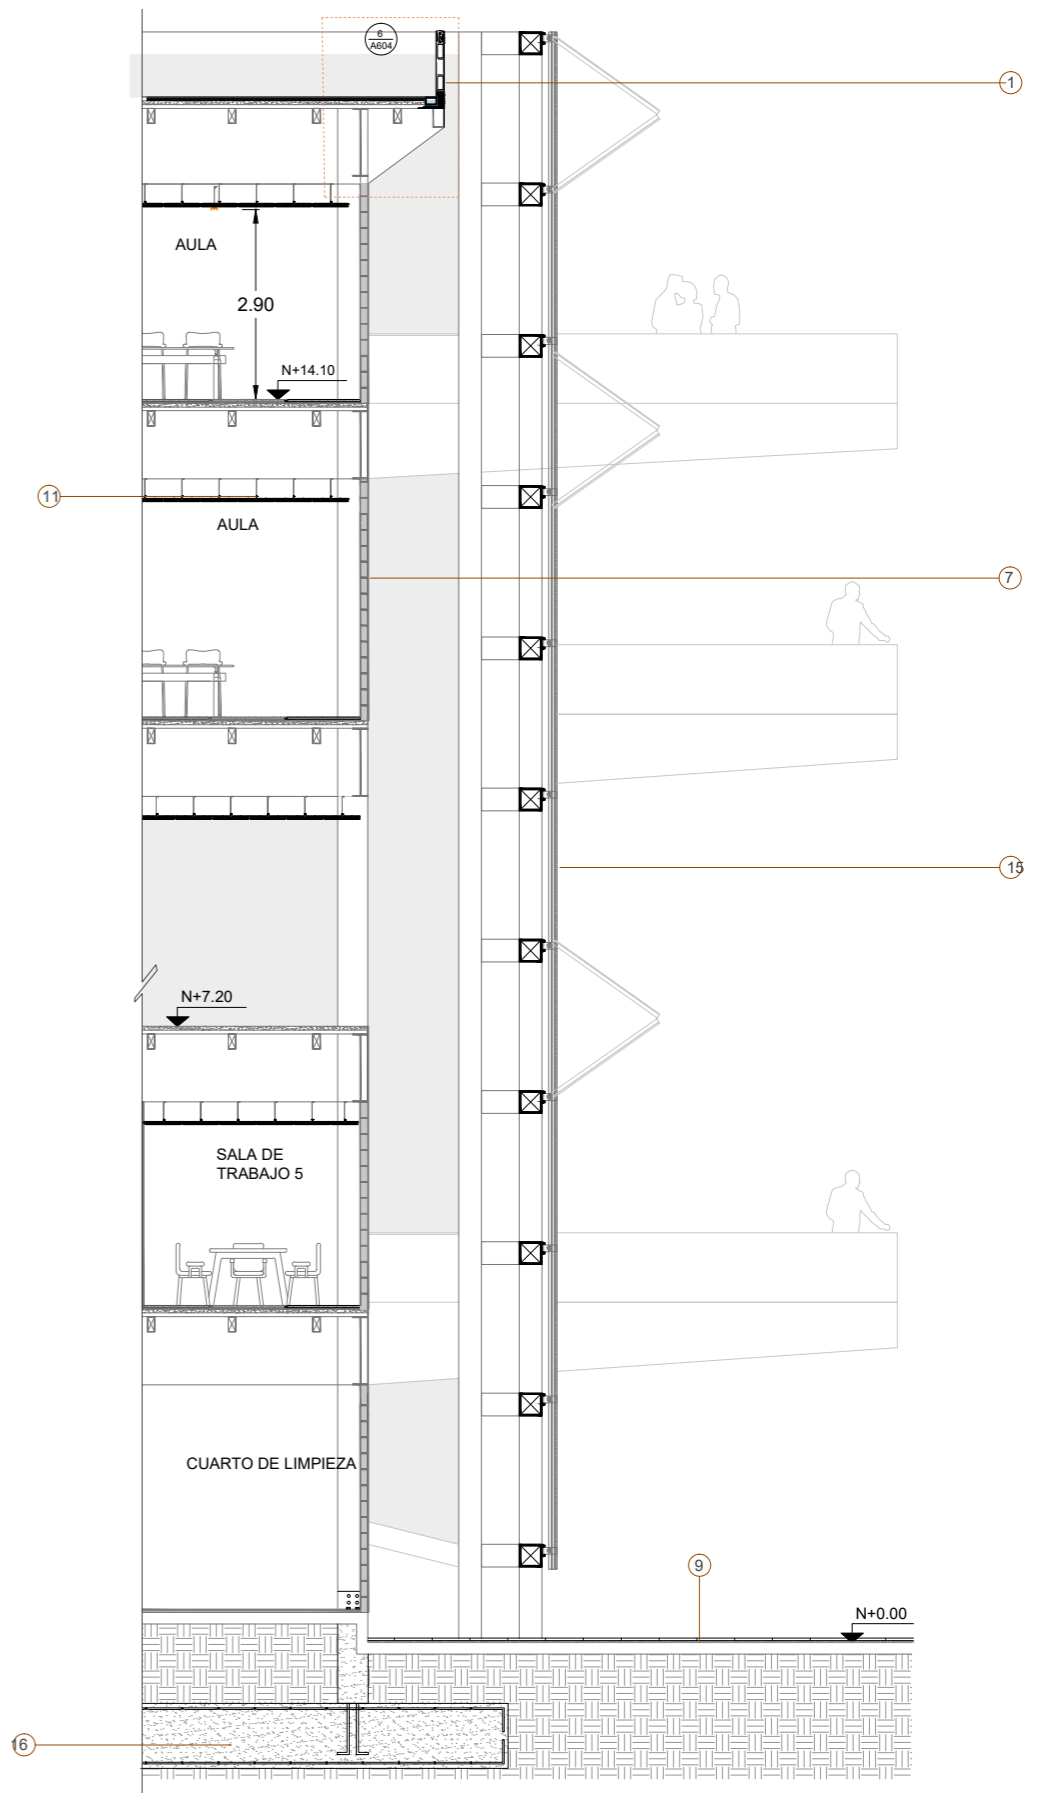 6
A604
1
AULA
2.90
N+14.10
11
AULA
7
15
N+7.20
SALA DE
TRABAJO 5
CUARTO DE LIMPIEZA
9
N+0.00
16